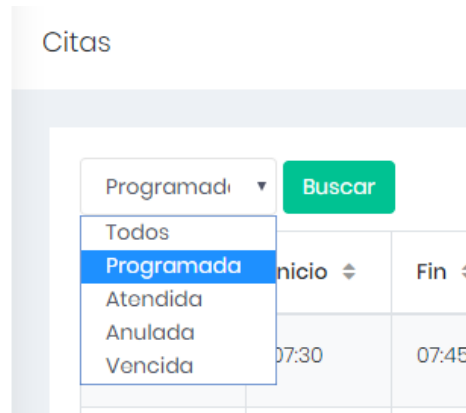 Citas
Programad
Buscar
Todos
Programada
Atendida
Anulada
Vencida
nicio
Fin
07:30
07:45